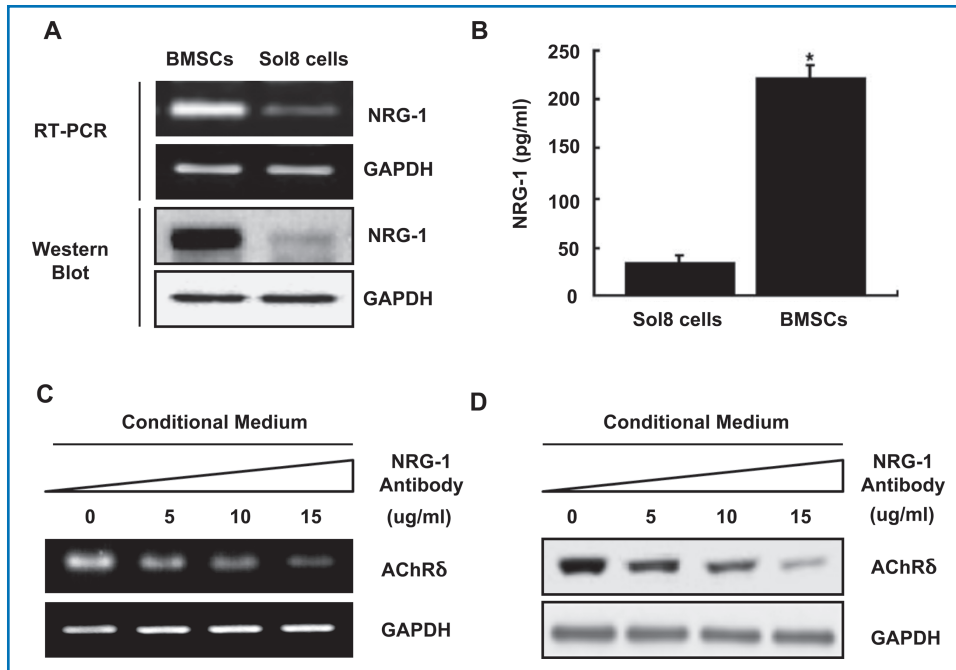 A
BMSCs Sol8 cells
RT-PCR
NRG-1
GAPDH
Western
Blot
NRG-1
GAPDH
B
NRG-1 (pg/ml)
250
200
150
100
50
0
*
Sol8 cells BMSCs
C
Conditional Medium
NRG-1
Antibody
0 5 10 15 (ug/ml)
AChRδ
GAPDH
D
Conditional Medium
NRG-1
Antibody
0 5 10 15 (ug/ml)
AChRδ
GAPDH